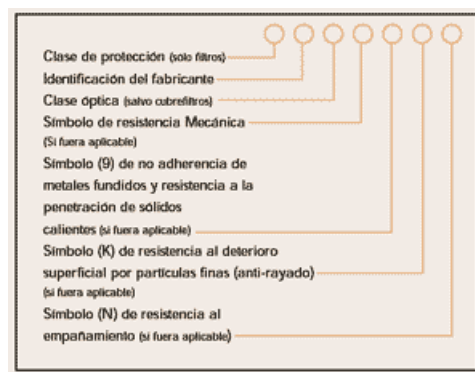 Clase de protección (solo filtros)
Identificación del fabricante
Clase óptica (salvo cubrefiltros)
Símbolo de resistencia Mecánica
(Si fuera aplicable)
Símbolo (9) de no adherencia de
metales fundidos y resistencia a la
penetración de sólidos
calientes (si fuera aplicable)
Símbolo (K) de resistencia al deterioro
superficial por partículas finas (anti-rayado)
(si fuera aplicable)
Símbolo (N) de resistencia al
empañamiento (si fuera aplicable)